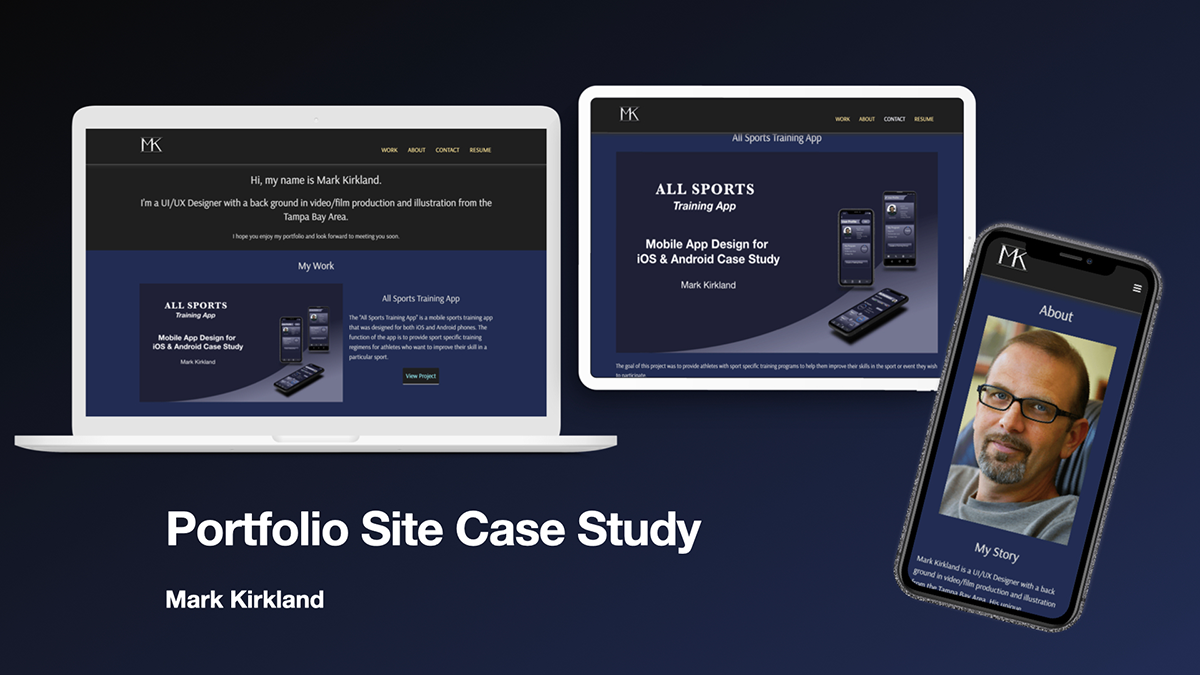 MK
WORK ABOUT CONTACT RESUME
Hi, my name is Mark Kirkland.
I'm a UI/UX Designer with a back ground in video/film production and illustration from the
Tampa Bay Area.
I hope you enjoy my portfolio and look forward to meeting you soon.
My Work
ALL SPORTS
Training App
Mobile App Design for
iOS & Android Case Study
Mark Kirkland
All Sports Training App
The "All Sports Training App" is a mobile sports training app
that was designed for both iOS and Android phones. The
function of the app is to provide sport specific training
regimens for athletes who want to improve their skill in a
particular sport.
View Project
MK
WORK ABOUT CONTACT RESUME
All Sports Training App
ALL SPORTS
Training App
Mobile App Design for
iOS & Android Case Study
Mark Kirkland
The goal of this project was to provide athletes with sport specific training programs to help them improve their skills in the sport or event they wish
to participate
MK
About
My Story
Mark Kirkland is a UI/UX Designer with a back
ground in video/film production and illustration
from the Tampa Bay Area. His unique
Portfolio Site Case Study
Mark Kirkland